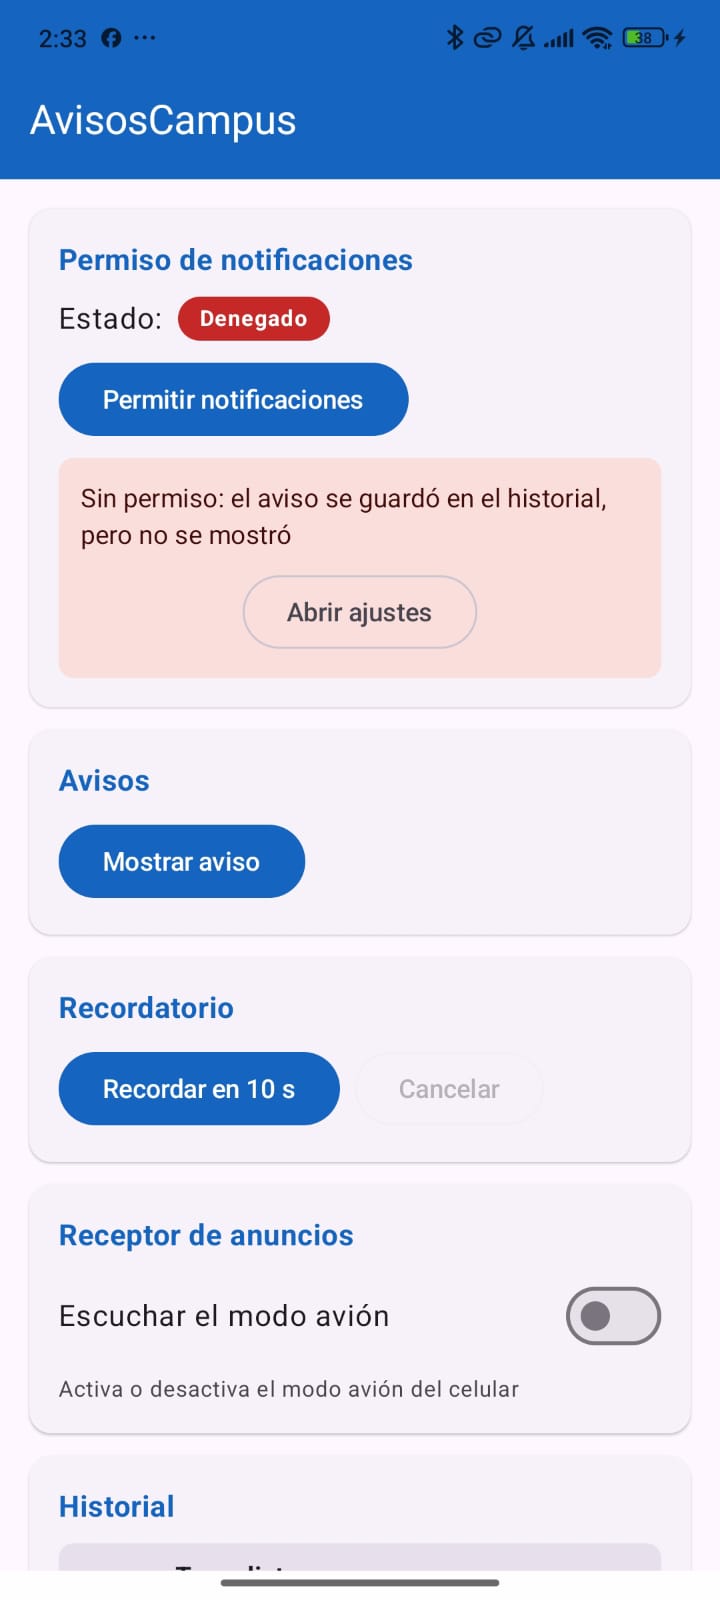 2:33
38
AvisosCampus
Permiso de notificaciones
Estado: Denegado
Permitir notificaciones
Sin permiso: el aviso se guardó en el historial,
pero no se mostró
Abrir ajustes
Avisos
Mostrar aviso
Recordatorio
Recordar en 10 s Cancelar
Receptor de anuncios
Escuchar el modo avión
Activa o desactiva el modo avión del celular
Historial